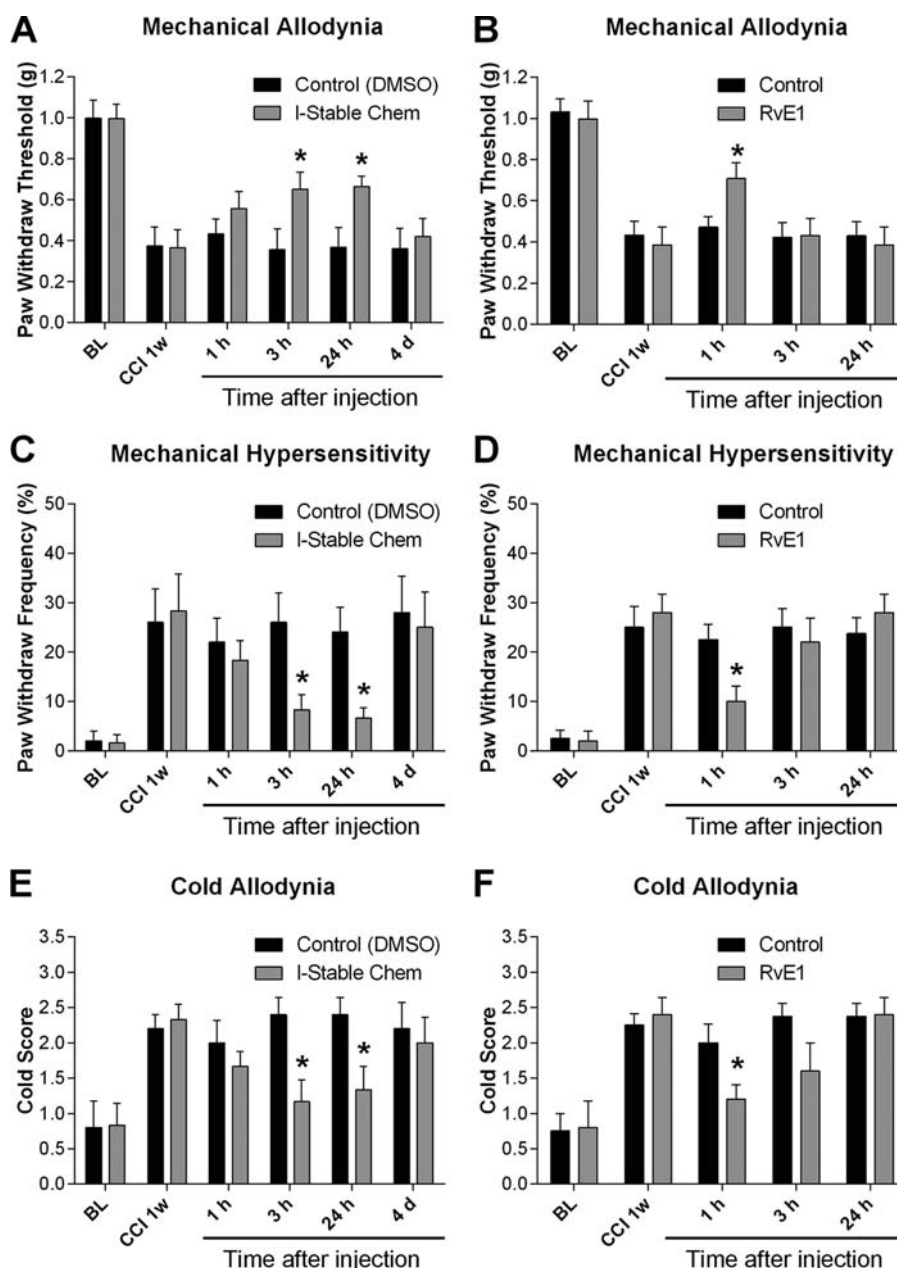 A
Mechanical Allodynia
Paw Withdraw Threshold (g)
1.2
1.0
0.8
0.6
0.4
0.2
0.0
Control (DMSO)
I-Stable Chem
*
*
BL
CCI 1w
1 h
3 h
24 h
4 d
Time after injection
B
Mechanical Allodynia
Paw Withdraw Threshold (g)
1.2
1.0
0.8
0.6
0.4
0.2
0.0
Control
RvE1
*
BL
CCI 1w
1 h
3 h
24 h
Time after injection
C
Mechanical Hypersensitivity
Paw Withdraw Frequency (%)
50
40
30
20
10
0
Control (DMSO)
I-Stable Chem
*
*
BL
CCI 1w
1 h
3 h
24 h
4 d
Time after injection
D
Mechanical Hypersensitivity
Paw Withdraw Frequency (%)
50
40
30
20
10
0
Control
RvE1
*
BL
CCI 1w
1 h
3 h
24 h
Time after injection
E
Cold Allodynia
Cold Score
3.5
3.0
2.5
2.0
1.5
1.0
0.5
0.0
Control (DMSO)
I-Stable Chem
*
*
BL
CCI 1w
1 h
3 h
24 h
4 d
Time after injection
F
Cold Allodynia
Cold Score
3.5
3.0
2.5
2.0
1.5
1.0
0.5
0.0
Control
RvE1
*
BL
CCI 1w
1 h
3 h
24 h
Time after injection